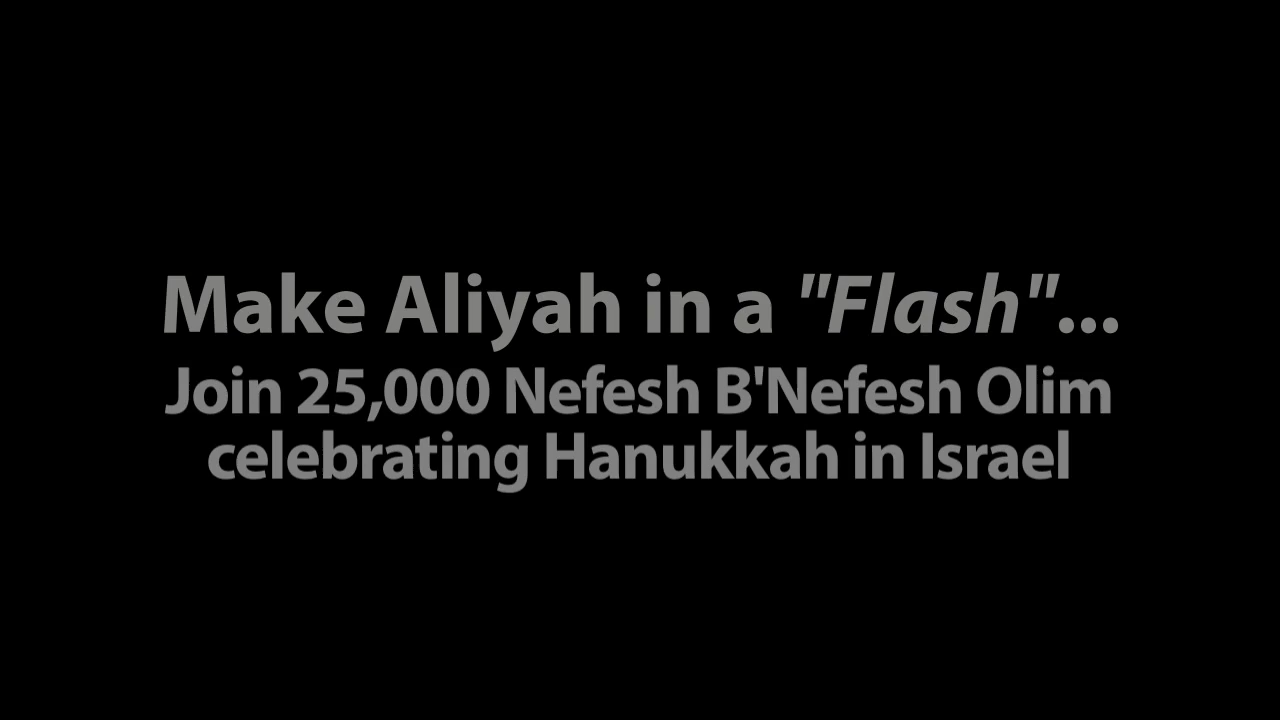 Make Aliyah in a "Flash"...
Join 25,000 Nefesh B'Nefesh Olim
celebrating Hanukkah in Israel